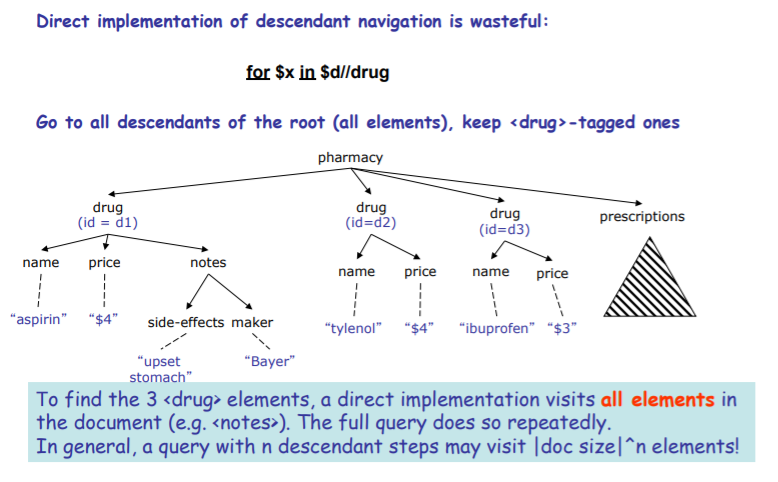 Direct implementation of descendant navigation is wasteful:
for $x in $d//drug
Go to all descendants of the root (all elements), keep <drug>-tagged ones
pharmacy
drug
(id = d1)
drug
(id=d2)
drug
(id=d3)
prescriptions
name
price
notes
name
price
name
price
"aspirin"
"$4"
side-effects
maker
"tylenol"
"$4"
"ibuprofen"
"$3"
"upset
stomach"
"Bayer"
To find the 3 <drug> elements, a direct implementation visits all elements in
the document (e.g. <notes>). The full query does so repeatedly.
In general, a query with n descendant steps may visit |doc size|^n elements!